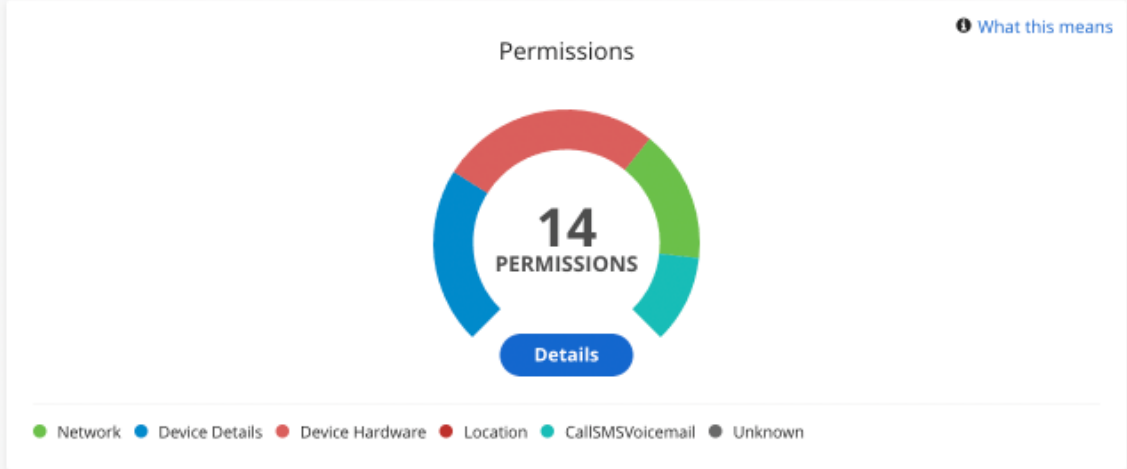 What this means
Permissions
14
PERMISSIONS
Details
Network Device Details Device Hardware Location CallSMSVoicemail Unknown